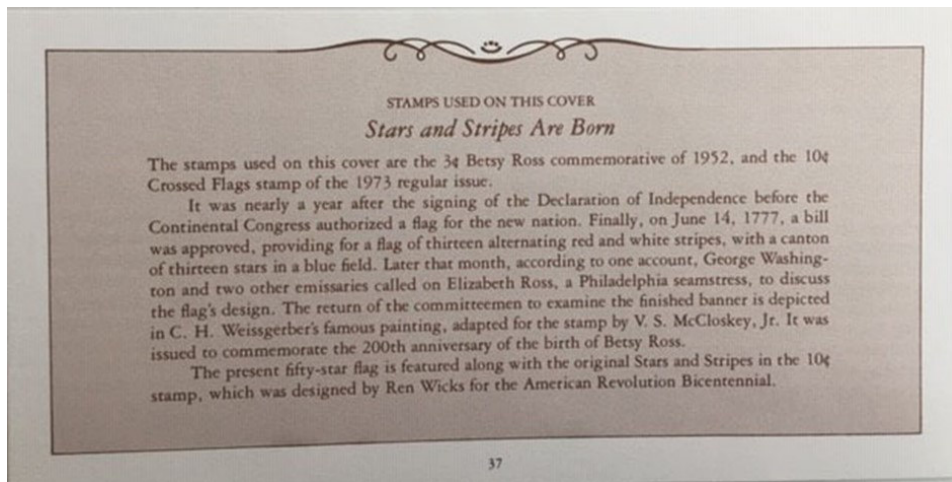 STAMPS USED ON THIS COVER
Stars and Stripes Are Born
The stamps used on this cover are the 3¢ Betsy Ross commemorative of 1952, and the 10¢
Crossed Flags stamp of the 1973 regular issue.
It was nearly a year after the signing of the Declaration of Independence before the
Continental Congress authorized a flag for the new nation. Finally, on June 14, 1777, a bill
was approved, providing for a flag of thirteen alternating red and white stripes, with a canton
of thirteen stars in a blue field. Later that month, according to one account, George Washing-
ton and two other emissaries called on Elizabeth Ross, a Philadelphia seamstress, to discuss
the flag's design. The return of the committeemen to examine the finished banner is depicted
in C. H. Weissgerber's famous painting, adapted for the stamp by V. S. McCloskey, Jr. It was
issued to commemorate the 200th anniversary of the birth of Betsy Ross.
The present fifty-star flag is featured along with the original Stars and Stripes in the 10¢
stamp, which was designed by Ren Wicks for the American Revolution Bicentennial.
37